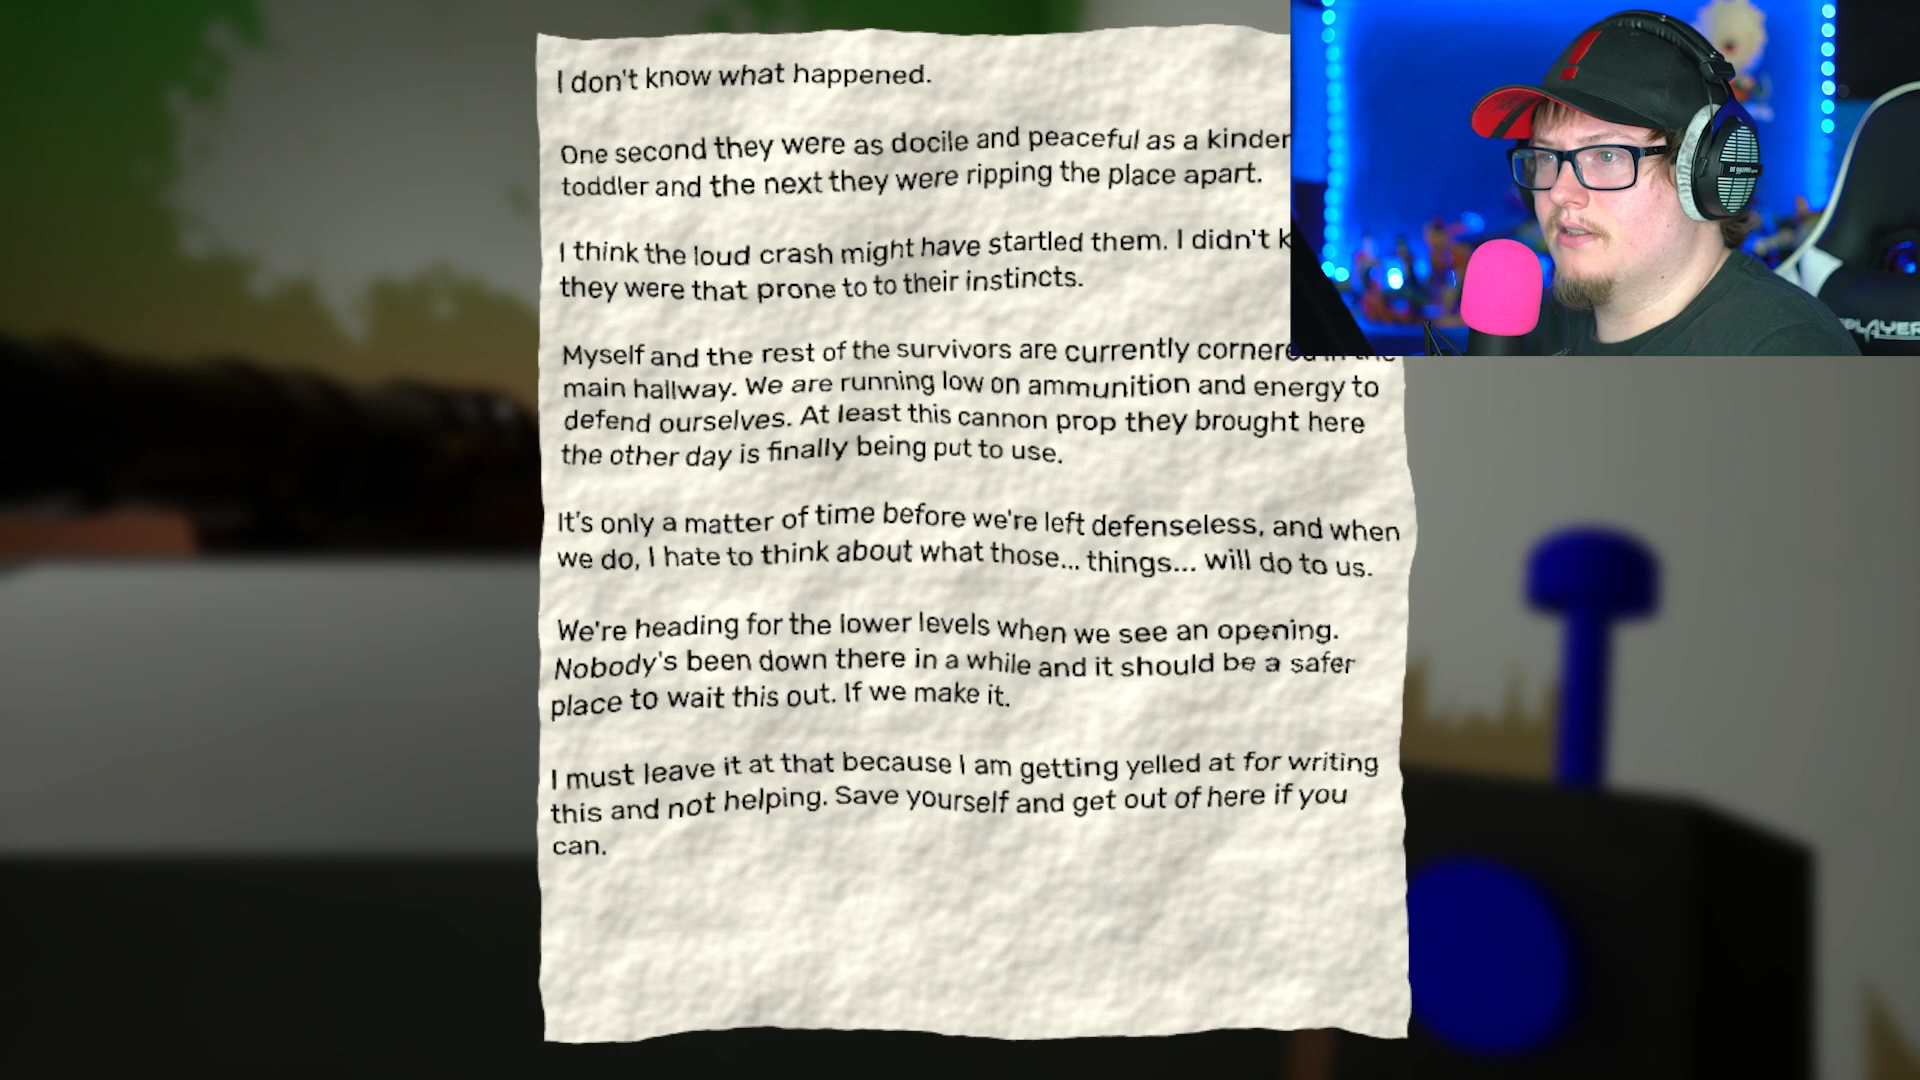 I don't know what happened.
One second they were as docile and peaceful as a kinder
toddler and the next they were ripping the place apart.
I think the loud crash might have startled them. I didn't
they were that prone to to their instincts.
Myself and the rest of the survivors are currently cornered in the
main hallway. We are running low on ammunition and energy to
defend ourselves. At least this cannon prop they brought here
the other day is finally being put to use.
It's only a matter of time before we're left defenseless, and when
we do, I hate to think about what those... things... will do to us.
We're heading for the lower levels when we see an opening.
Nobody's been down there in a while and it should be a safer
place to wait this out. If we make it.
I must leave it at that because I am getting yelled at for writing
this and not helping. Save yourself and get out of here if you
can.